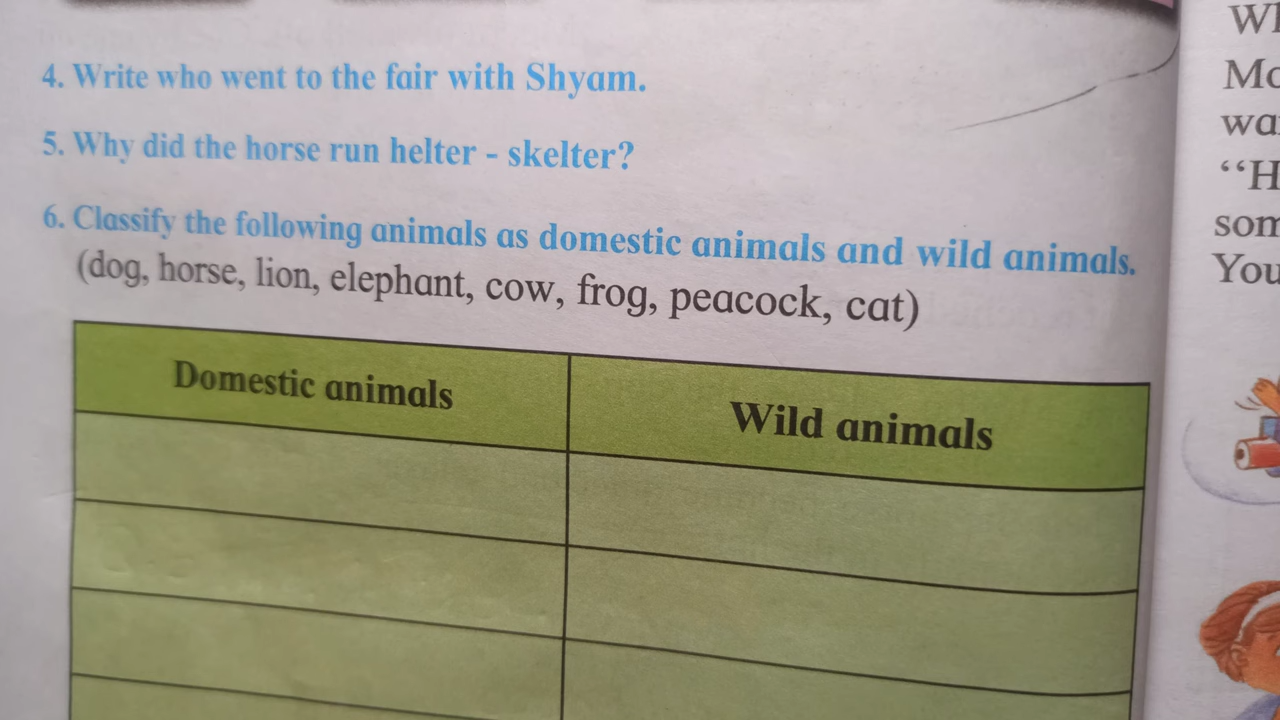 4. Write who went to the fair with Shyam.
5. Why did the horse run helter - skelter?
6. Classify the following animals as domestic animals and wild animals.
(dog, horse, lion, elephant, cow, frog, peacock, cat)
Domestic animals
Wild animals
som
You